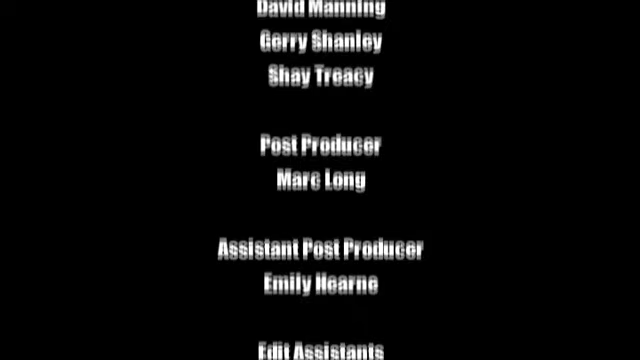 David Manning
Gerry Shanley
Shay Treacy
Post Producer
Marc Long
Assistant Post Producer
Emily Hearne
Edit Assistants